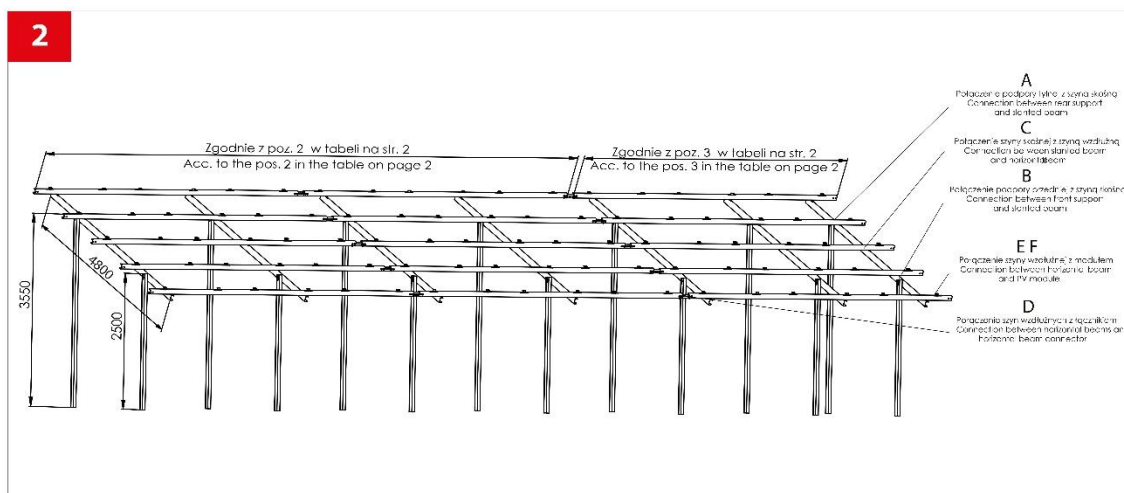 2
A
Połączenie podpory tylnej z szyną skośną
Connection between rear support
and slanted beam
Zgodnie z poz. 2 w tabeli na str. 2
Acc. to the pos. 2 in the table on page 2
Zgodnie z poz. 3 w tabeli na str. 2
Acc. to the pos. 3 in the table on page 2
C
Połączenie szyny skośnej z szyną wzdłużną
Connection between slanted beam
and horizontal beam
B
Połączenie podpory przedniej z szyną skośną
Connection between front support
and slanted beam
E F
Połączenie szyny wzdłużnej z modułem
Connection between horizontal beam
and PV module
D
Połączenie szyn wzdłużnych z łącznikiem
Connection between horizontal beams an
horizontal beam connector
4800
3550
2500